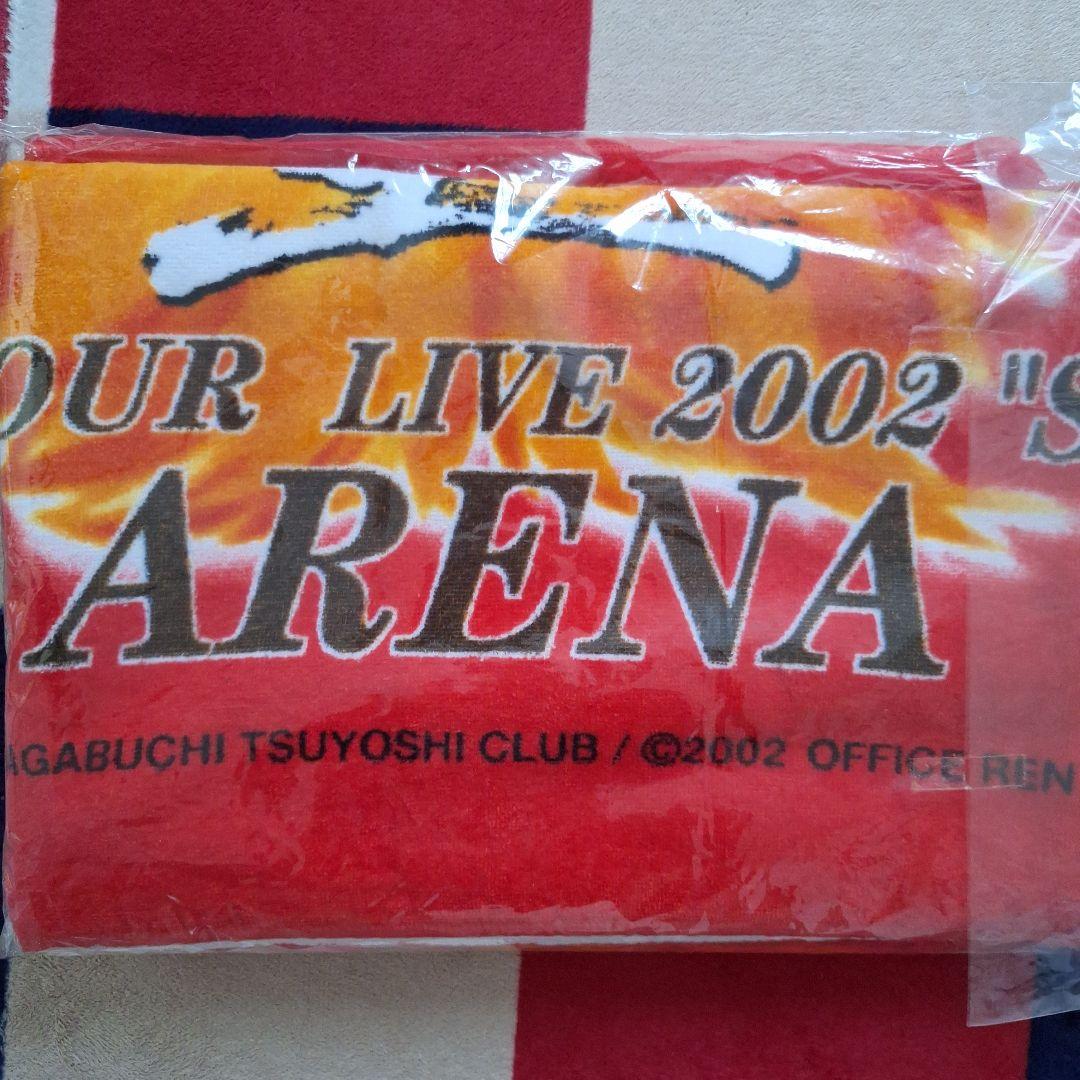 OUR LIVE 2002 "S
ARENA
AGABUCHI TSUYOSHI CLUB / ©2002 OFFICE REN